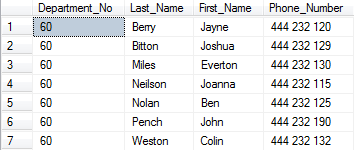 Department_No Last_Name First_Name Phone_Number
1 60 Berry Jayne 444 232 120
2 60 Bitton Joshua 444 232 129
3 60 Miles Everton 444 232 130
4 60 Neilson Joanna 444 232 115
5 60 Nolan Ben 444 232 125
6 60 Pench John 444 232 190
7 60 Weston Colin 444 232 132